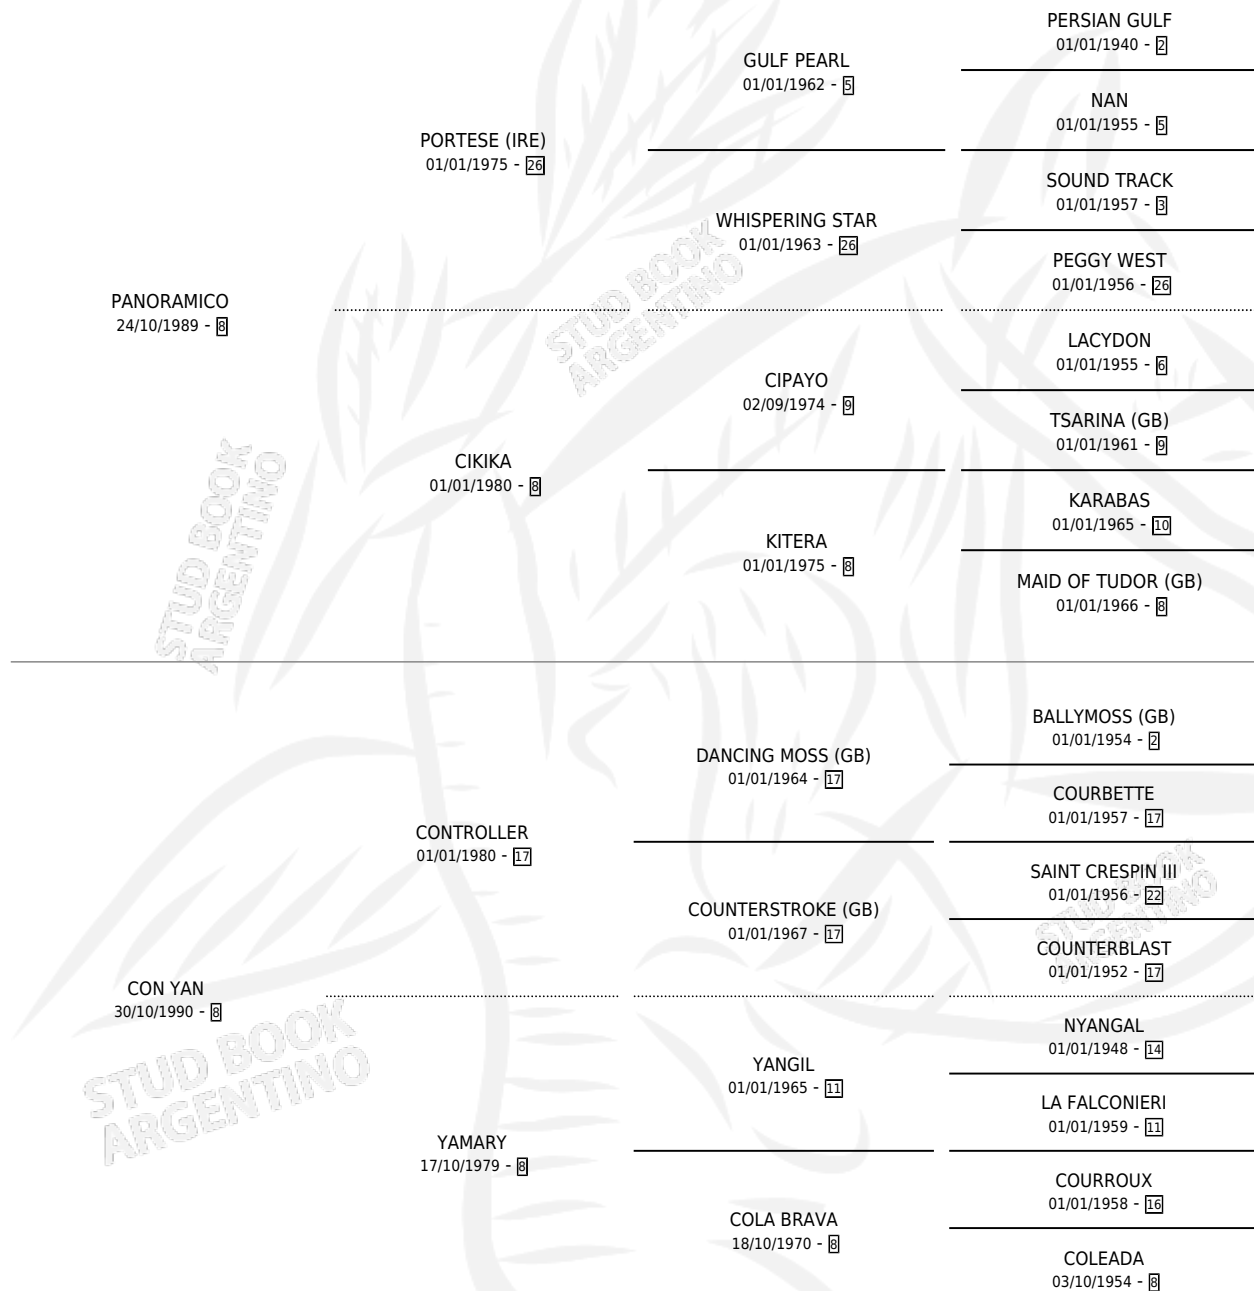 PERSIAN GULF
01/01/1940 - 2
GULF PEARL
01/01/1962 - 5
NAN
01/01/1955 - 5
PORTESE (IRE)
01/01/1975 - 26
SOUND TRACK
01/01/1957 - 3
WHISPERING STAR
01/01/1963 - 26
PEGGY WEST
01/01/1956 - 26
PANORAMICO
24/10/1989 - 8
STUD BOOK
ARGENTINO
LACYDON
01/01/1955 - 6
CIPAYO
02/09/1974 - 9
TSARINA (GB)
01/01/1961 - 9
CIKIKA
01/01/1980 - 8
KARABAS
01/01/1965 - 10
KITERA
01/01/1975 - 8
MAID OF TUDOR (GB)
01/01/1966 - 8
STUD BOOK
ARGENTINO
BALLYMOSS (GB)
01/01/1954 - 2
DANCING MOSS (GB)
01/01/1964 - 17
COURBETTE
01/01/1957 - 17
CONTROLLER
01/01/1980 - 17
SAINT CRESPIN III
01/01/1956 - 22
COUNTERSTROKE (GB)
01/01/1967 - 17
COUNTERBLAST
01/01/1952 - 17
STUD BOOK
ARGENTINO
CON YAN
30/10/1990 - 8
NYANGAL
01/01/1948 - 14
YANGIL
01/01/1965 - 11
LA FALCONIERI
01/01/1959 - 11
STUD BOOK
ARGENTINO
YAMARY
17/10/1979 - 8
COURROUX
01/01/1958 - 16
COLA BRAVA
18/10/1970 - 8
COLEADA
03/10/1954 - 8